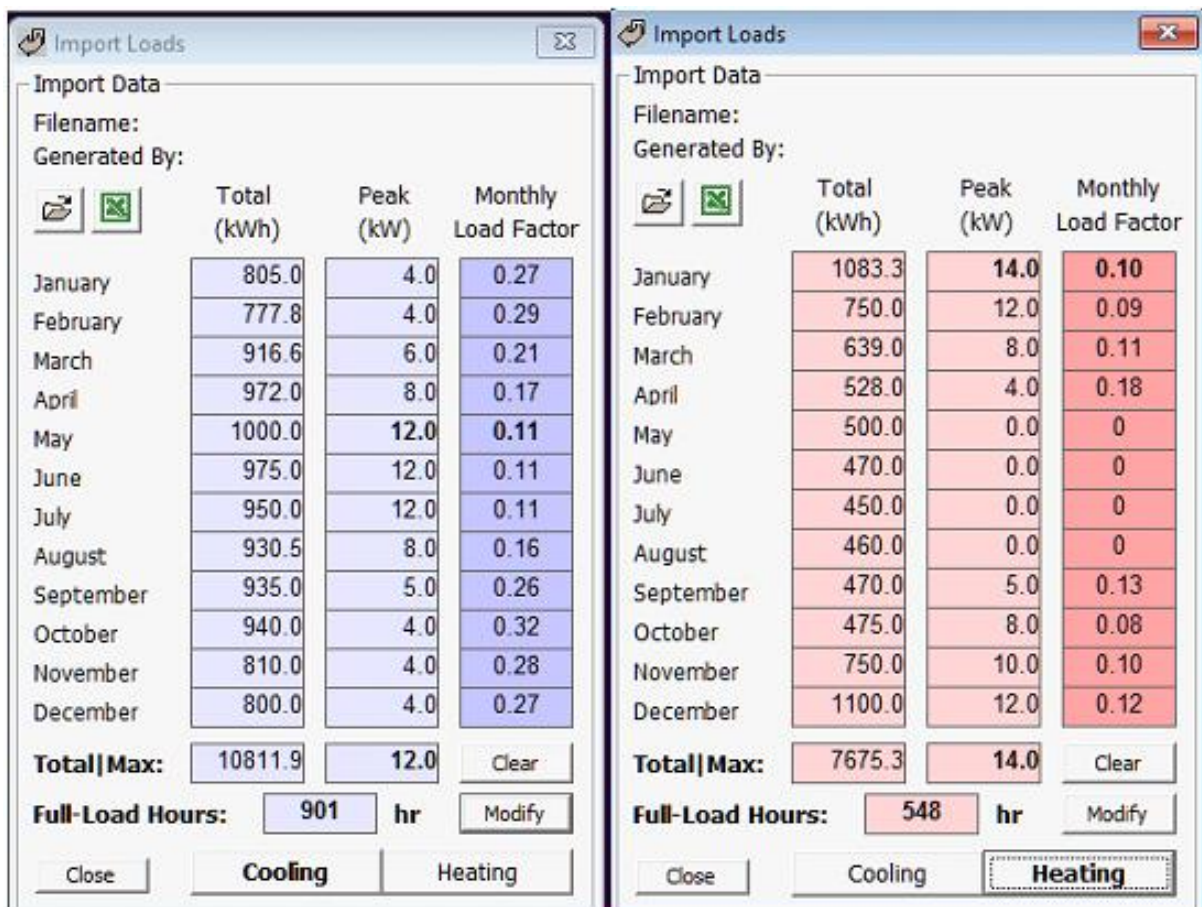 Import Loads
Import Data
Filename:
Generated By:
Total (kWh) Peak (kW) Monthly Load Factor
January 805.0 4.0 0.27
February 777.8 4.0 0.29
March 916.6 6.0 0.21
April 972.0 8.0 0.17
May 1000.0 12.0 0.11
June 975.0 12.0 0.11
July 950.0 12.0 0.11
August 930.5 8.0 0.16
September 935.0 5.0 0.26
October 940.0 4.0 0.32
November 810.0 4.0 0.28
December 800.0 4.0 0.27
Total|Max: 10811.9 12.0 Clear
Full-Load Hours: 901 hr Modify
Close Cooling Heating
Import Loads
Import Data
Filename:
Generated By:
Total (kWh) Peak (kW) Monthly Load Factor
January 1083.3 14.0 0.10
February 750.0 12.0 0.09
March 639.0 8.0 0.11
April 528.0 4.0 0.18
May 500.0 0.0 0
June 470.0 0.0 0
July 450.0 0.0 0
August 460.0 0.0 0
September 470.0 5.0 0.13
October 475.0 8.0 0.08
November 750.0 10.0 0.10
December 1100.0 12.0 0.12
Total|Max: 7675.3 14.0 Clear
Full-Load Hours: 548 hr Modify
Close Cooling Heating